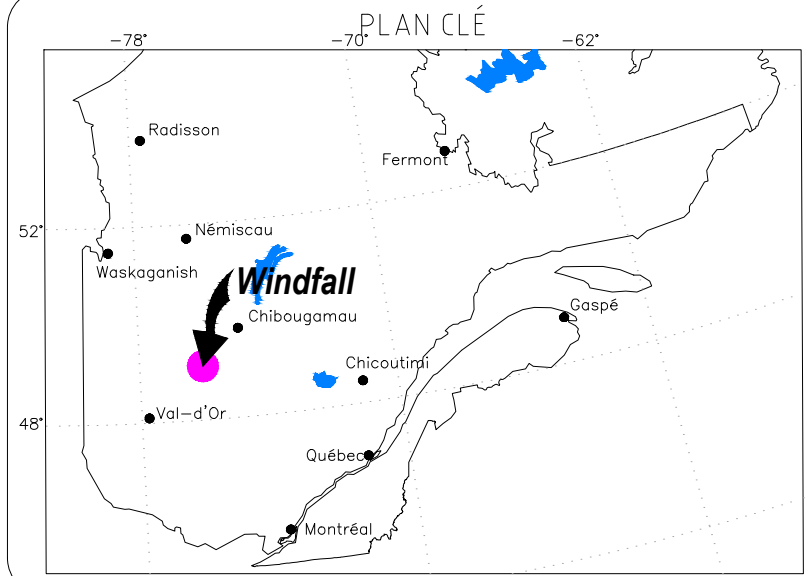 PLAN CLÉ
-78° -70° -62°
Radisson
Fermont
52°
Némiscau
Waskaganish
Windfall
Chibougamau
Gaspé
Chicoutimi
Val-d'Or
48°
Québec
Montréal